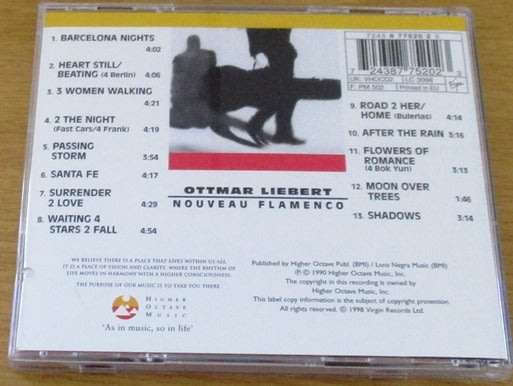 1. BARCELONA NIGHTS
4:02
2. HEART STILL/
BEATING (4 Berlin) 4:06
3. 3 WOMEN WALKING
4:21
4. 2 THE NIGHT
(Fast Cars/4 Frank) 4:19
5. PASSING
STORM 3:54
6. SANTA FE 4:17
7. SURRENDER
2 LOVE 4:29
8. WAITING 4
STARS 2 FALL 4:54
7 24387 75202
Printed in EU
Virgin
9. ROAD 2 HER/
HOME (Bulerias) 4:14
10. AFTER THE RAIN 3:16
11. FLOWERS OF
ROMANCE
(4 Bok Yun) 3:13
12. MOON OVER
TREES 1:46
13. SHADOWS 3:14
OTTMAR LIEBERT
NOUVEAU FLAMENCO
WE BELIEVE THERE IS A PLACE THAT LIVES WITHIN US ALL.
IT IS A PLACE OF VISION AND CLARITY. WHERE THE RHYTHM
OF LIFE MOVES IN HARMONY WITH A HIGHER CONSCIOUSNESS.
THE PURPOSE OF OUR MUSIC IS TO TAKE YOU THERE.
HIGHER
OCTAVE
MUSIC
'As in music, so in life'
Published by Higher Octave Publ. (BMI) / Luna Negra Music (BMI).
℗ © 1990 Higher Octave Music, Inc.
The copyright in this recording is owned by
Higher Octave Music, Inc.
This label copy information is the subject of copyright protection.
All rights reserved. © 1998 Virgin Records Ltd.